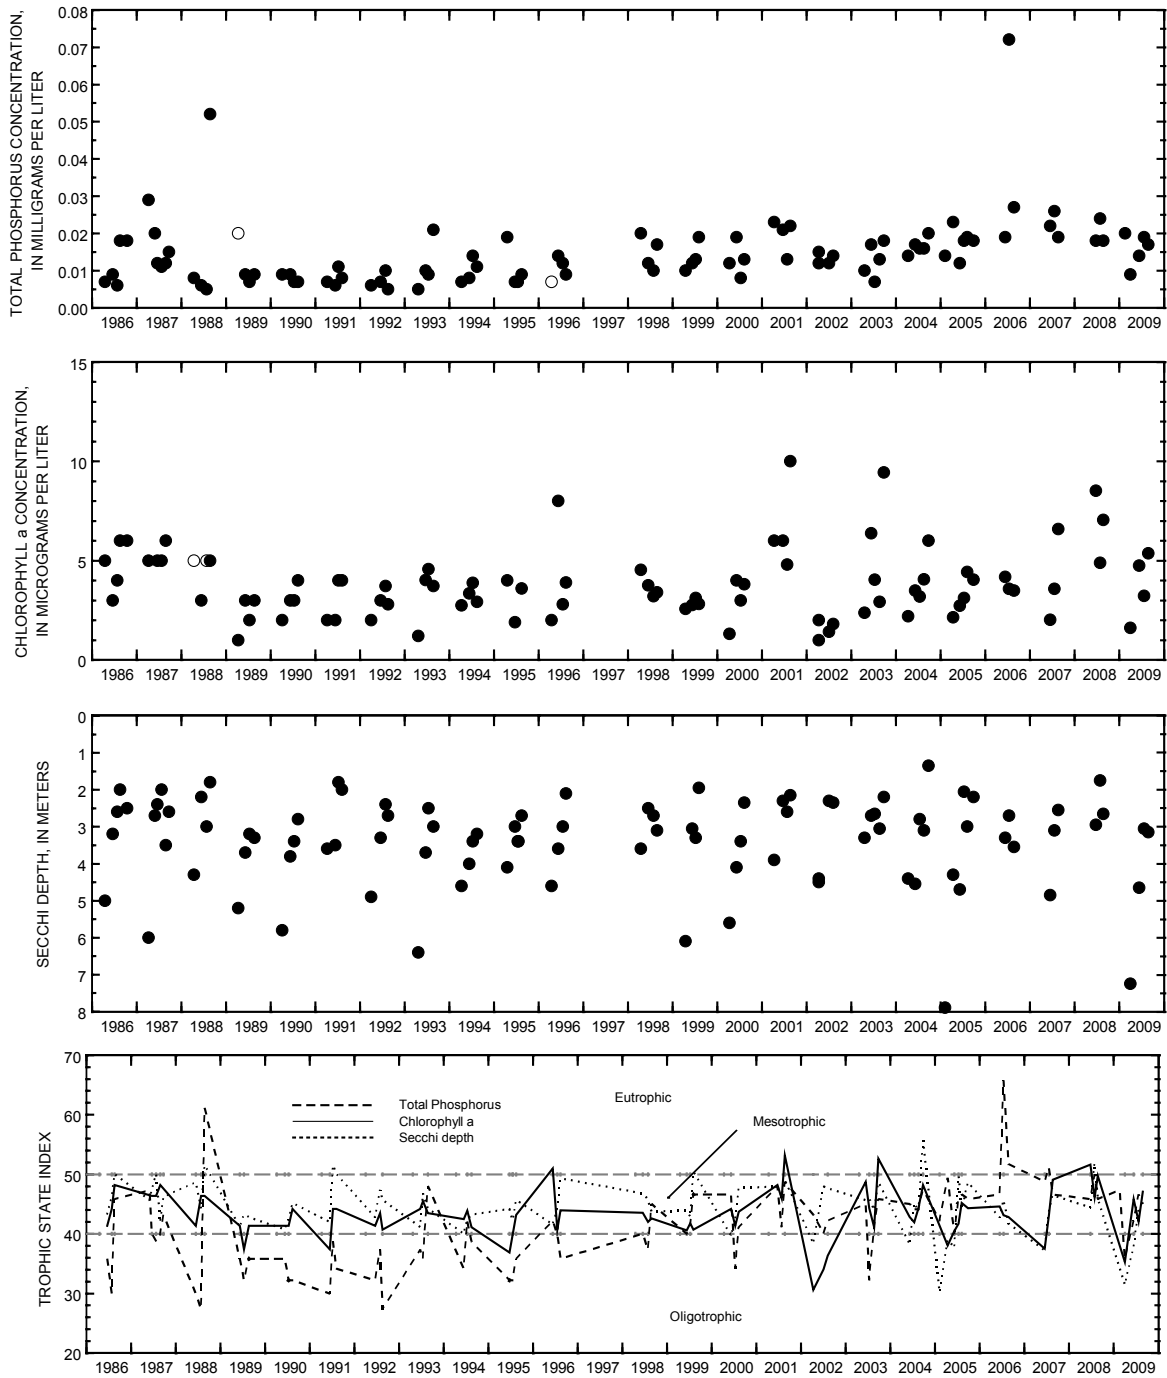 TOTAL PHOSPHORUS CONCENTRATION,
IN MILLIGRAMS PER LITER
0.08
0.07
0.06
0.05
0.04
0.03
0.02
0.01
0.00
1986 1987 1988 1989 1990 1991 1992 1993 1994 1995 1996 1997 1998 1999 2000 2001 2002 2003 2004 2005 2006 2007 2008 2009
CHLOROPHYLL a CONCENTRATION,
IN MICROGRAMS PER LITER
15
10
5
0
1986 1987 1988 1989 1990 1991 1992 1993 1994 1995 1996 1997 1998 1999 2000 2001 2002 2003 2004 2005 2006 2007 2008 2009
SECCHI DEPTH, IN METERS
0
1
2
3
4
5
6
7
8
1986 1987 1988 1989 1990 1991 1992 1993 1994 1995 1996 1997 1998 1999 2000 2001 2002 2003 2004 2005 2006 2007 2008 2009
TROPHIC STATE INDEX
70
60
50
40
30
20
Total Phosphorus
Chlorophyll a
Secchi depth
Eutrophic
Mesotrophic
Oligotrophic
1986 1987 1988 1989 1990 1991 1992 1993 1994 1995 1996 1997 1998 1999 2000 2001 2002 2003 2004 2005 2006 2007 2008 2009